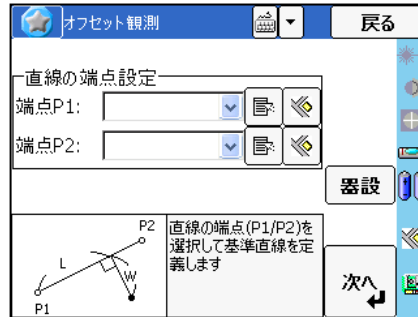 オフセット観測
戻る
直線の端点設定
端点P1:
端点P2:
器設
P2
L
W
P1
直線の端点(P1/P2)を
選択して基準直線を定
義します
次へ